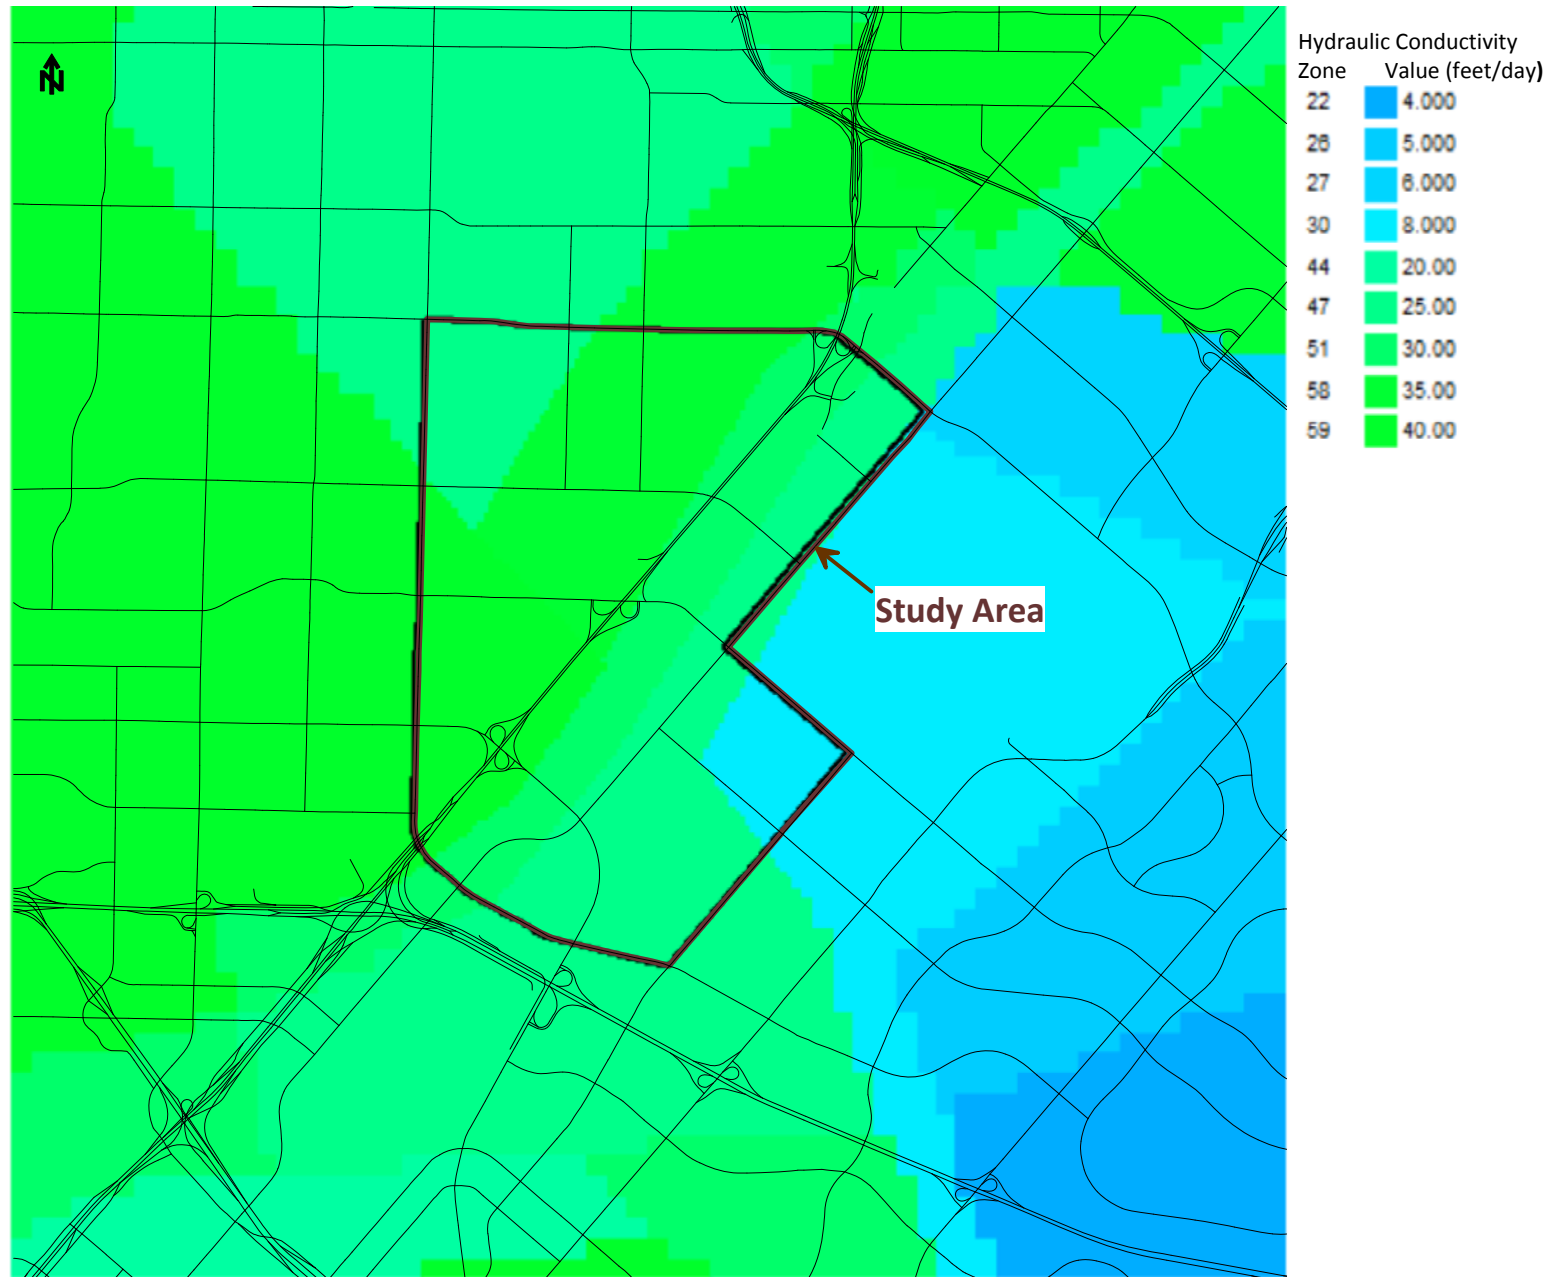 N
Hydraulic Conductivity
Zone Value (feet/day)
22 4.000
26 5.000
27 6.000
30 8.000
44 20.00
47 25.00
51 30.00
58 35.00
59 40.00
Study Area